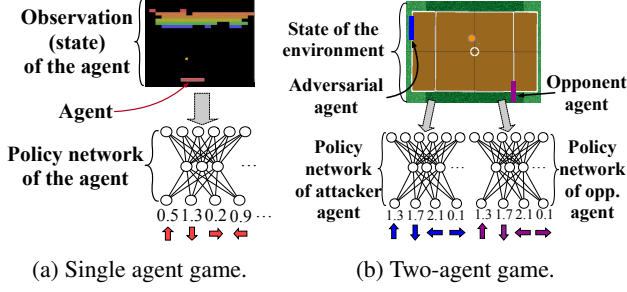 Observation
(state)
of the agent
Agent
Policy network
of the agent
...
0.5 1.3 0.2 0.9 ...
(a) Single agent game.
State of the
environment
Adversarial
agent
Opponent
agent
Policy
network
of attacker
agent
...
...
Policy
network
of opp.
agent
1.3 1.7 2.1 0.1
1.3 1.7 2.1 0.1
(b) Two-agent game.